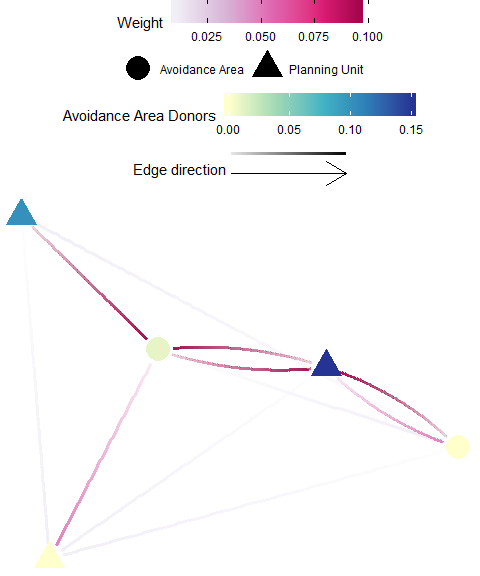 Weight
0.025 0.050 0.075 0.100
Avoidance Area Planning Unit
Avoidance Area Donors
0.00 0.05 0.10 0.15
Edge direction